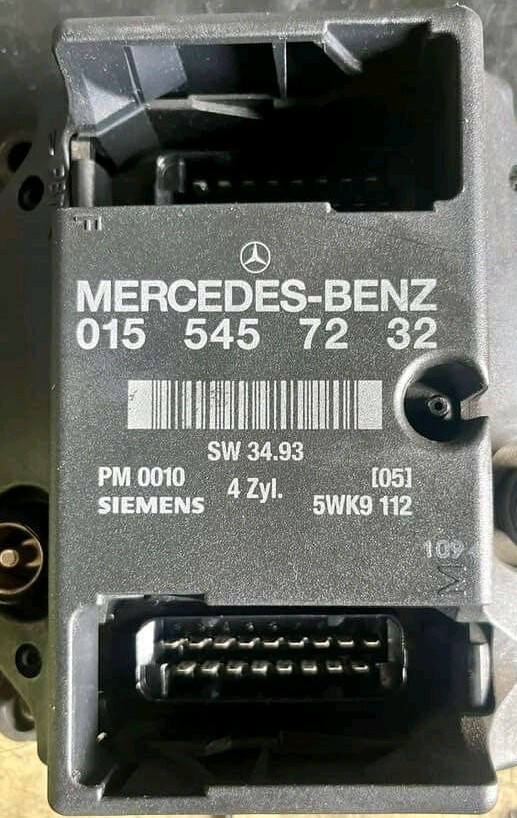 MERCEDES-BENZ
015 545 72 32
SW 34.93
PM 0010 4 Zyl. [05]
SIEMENS 5WK9 112